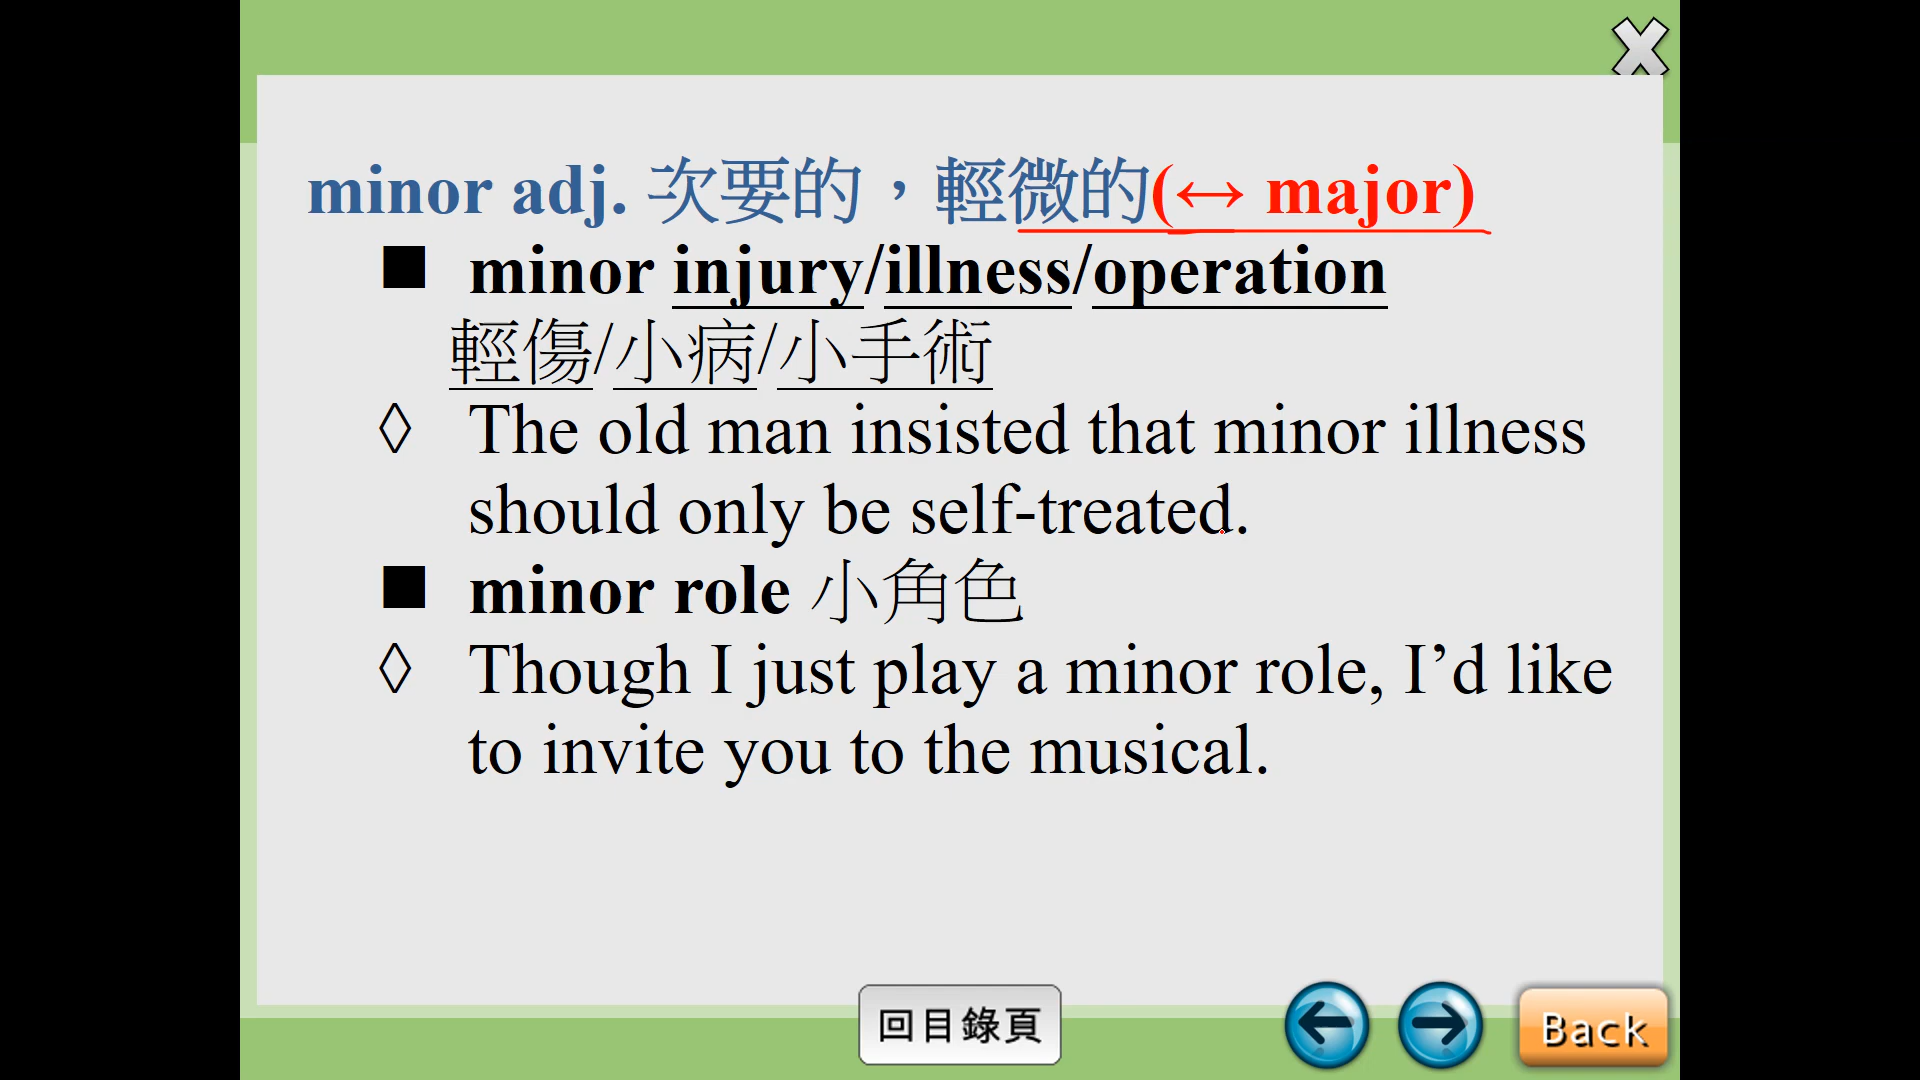 minor adj. 次要的，輕微的(↔ major)
■ minor injury/illness/operation
輕傷/小病/小手術
◊ The old man insisted that minor illness
should only be self-treated.
■ minor role 小角色
◊ Though I just play a minor role, I’d like
to invite you to the musical.
回目錄頁
Back